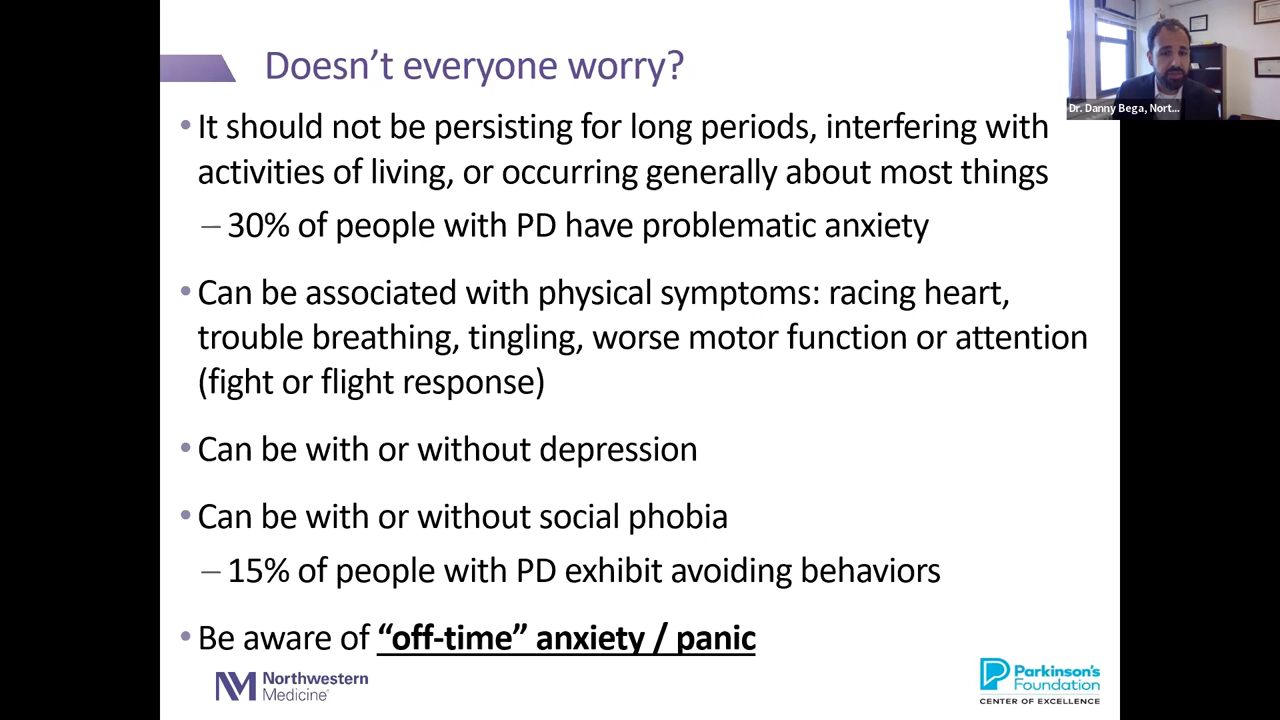 Doesn’t everyone worry?
Dr. Danny Bega, Nort...
• It should not be persisting for long periods, interfering with
activities of living, or occurring generally about most things
– 30% of people with PD have problematic anxiety
• Can be associated with physical symptoms: racing heart,
trouble breathing, tingling, worse motor function or attention
(fight or flight response)
• Can be with or without depression
• Can be with or without social phobia
– 15% of people with PD exhibit avoiding behaviors
• Be aware of “off-time” anxiety / panic
NM Northwestern
Medicine®
Parkinson’s
Foundation
CENTER OF EXCELLENCE